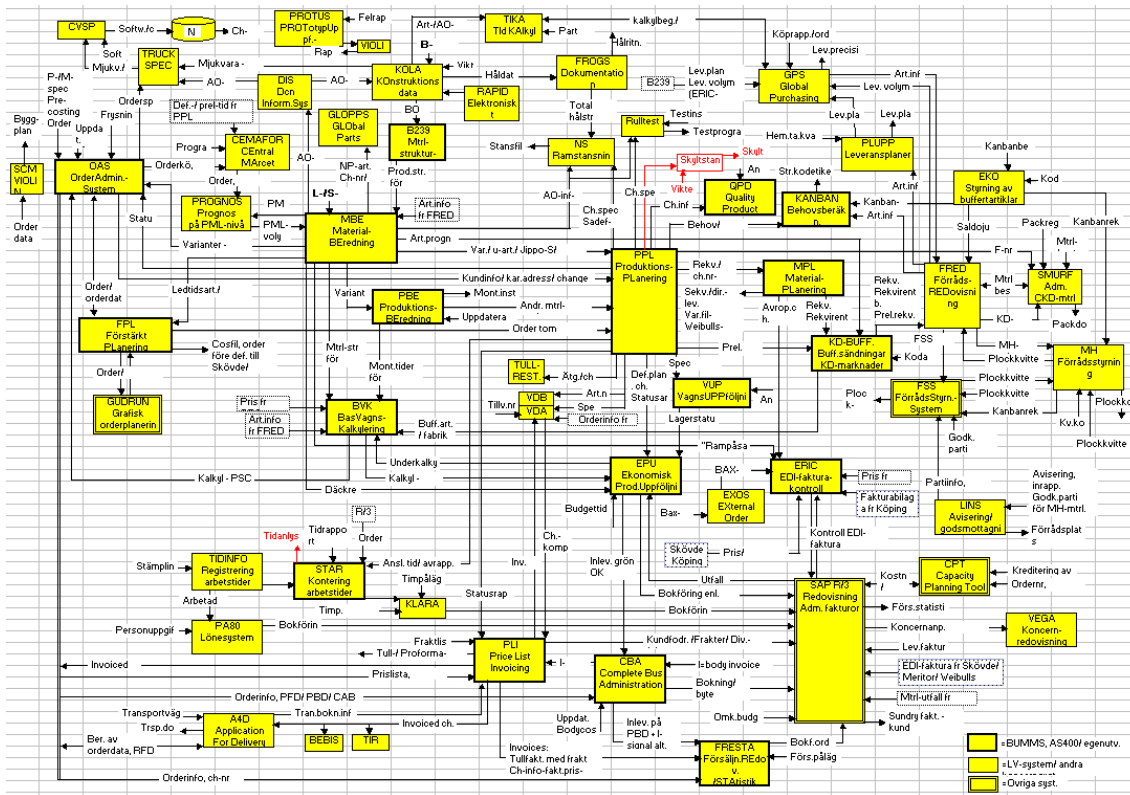 CVSP
Softw./c
N
Ch-
PROTUS
PROTotypUp
pf.-
Felrap
VIOLI
Rap
Art-/AO-
TIKA
Tid KAlkyl
Part
kalkylbeg./
Köprapp./ord
Lev.precisi
Soft
Mjukv./
TRUCK
SPEC
Mjukvara -
AO-
DIS
Dcn
Inform.Sys
AO-
B-
KOLA
KOnstruktions
data
Vikt
Håldat
RAPID
Elektronisk
t
Hålritn.
FROGS
Dokumentatio
n
B239
Lev.plan
Lev. volym
(ERIC-
GPS
Global
Purchasing
Art.inf
Lev. volym
P-/M-
spec
Pre-
costing
Order
Ordersp
Def./ prel-tid fr
PPL
GLOPPS
GLObal
Parts
BO
B239
Mtrl-
struktur-
Total
hålstr
Rulltest
Testins
Testprogra
Lev.pla
Lev.pla
Bygg-
plan
Uppda
t.
Frysnin
Progra
CEMAFOR
CEntral
MArcet
AO-
Stansfil
NS
Ramstansnin
Hem.ta.kva
PLUPP
Leveransplaner
SCM
VIOLI
N
OAS
OrderAdmin.-
System
Orderkö,
Order,
NP-art.
Ch-nr/
Prod.str.
för
Skyltstan
Skylt
Vikte
An
QPD
Quality
Product
Str.kodetike
KANBAN
Behovsberäk
n.
Art.inf
Kanbanbe
EKO
Styrning av
buffertartiklar
Kod
Kanban-
Art.inf
PROGNOS
Prognos
på PML-nivå
L-/S-
PM
PML-
volv
MBE
Material-
BEredning
Art.info
fr FRED
AO-inf-
Ch.spec
Sadef-
Ch.spe
Ch.inf
Behov/
Saldoju
Packreg
Kanbanrek
Order
data
Statu
Varianter -
Art.progn
Var./ u-art./ Jippo-S/
PPL
Produktions-
PLanering
Rekv./
ch.nr-
MPL
Material-
PLanering
F-nr
Mtrl-
FRED
Förråds-
REDovisni
ng
Mtrl
bes
SMURF
Adm.
CKD-mtrl
Kundinfo/ kar.adress/ change
Sekv./dir.-
lev.
Var.fil-
Weibulls-
Avrop.c
h.
Rekv.
Rekvirent
Rekv.
Rekvirent
b.
Prel.rekv.
KD-
Packdo
Order/
orderdat
Ledtidsart./
Variant
PBE
Produktions-
BEredning
Mont.inst
Andr. mtrl-
Uppdatera
Order tom
FPL
Förstärkt
PLanering
Cosfil, order
före def. till
Skövde/
Mtrl-str
för
Mont.tider
för
Prel.
KD-BUFF.
Buff.sändningar
KD-marknader
Koda
FSS
MH-
Plockkvitte
MH
Förrådsstyrnin
g
Order/
GUDRUN
Grafisk
orderplanerin
TULL-
REST.
Åtg./ch
Def.plan
. ch.
Statusar
Spec
VUP
VagnsUPPföljni
An
Lagerstatu
Ploc
k-
FSS
FörrådsStyrn.-
System
Plockkvitte
Plockkvitte
Kanbanrek
Plockko
Kv.ko
Plockkvitte
Pris fr
Art.info
fr FRED
BVK
BasVagns-
Kalkylering
Buff.art.
/ fabrik
Tillv.nr
VDB
VDA
Art.n
Spe
Orderinfo fr
Godk.
parti
"Rampåsa
Kalkyl - PSC
Underkalky
Kalkyl -
Däckre
EPU
Ekonomisk
Prod.Uppföljni
BAX-
EXOS
EXternal
Order
Bax-
ERIC
EDI-faktura-
kontroll
Pris fr
Fakturabilag
a fr Köping
Partiinfo,
LINS
Avisering/
godsmottagni
Avisering,
inrapp.
Godk.parti
för MH-mtrl.
Förrådsplat
s
R/3
Order
Budgettid
Tidanlys
Tidrappo
rt
Stämplin
TIDINFO
Registrering
arbetstider
STAR
Kontering
arbetstider
Ansl. tid/ avrapp.
Timpålåg
Timp.
KLARA
Ch.-
komp
Inv.
Statusrap
Inlev. grön
OK
Skövde
Köping
Pris/
Kontroll EDI-
faktura
Utfall
Bokföring enl.
Bokförin
SAP R/3
Redovisning
Adm. fakturor
Kostn
/
CPT
Capacity
Planning Tool
Kreditering av
Ordernr,
Förs.statisti
Arbetad
Personuppgif
PA80
Lönesystem
Bokförin
Koncernanp.
VEGA
Koncern-
redovisning
Fraktlis
Tull-/ Proforma-
Prislista,
PLI
Price List
Invoicing
Kundfodr./Frakter/ Div.-
I-
CBA
Complete Bus
Administration
I-body invoice
Bokning/
byte
Lev.faktur
EDI-faktura fr Skövde/
Meritor/ Weibulls
Mtrl-utfall fr
Invoiced
Orderinfo, PFD/ PBD/ CAB
Tran.bokn.inf
Transportväg
Trsp.do
A4D
Application
For Delivery
Invoiced ch.
BEBIS
TIR
Ber. av
orderdata, RFD
Uppdat.
Bodycos
Inlev. på
PBD + I-
signal alt.
Omk.budg
Sundry fakt. -
kund
Invoices:
Tullfakt. med frakt
Ch-info-fakt.pris-
FRESTA
Försäljn.REdo
v.
/STAtistik
Bokf.ord
Förs.pålåg
Orderinfo, ch-nr
=BUMMS, AS400/ egenutv.
=LV-system/ andra
=Övriga syst.